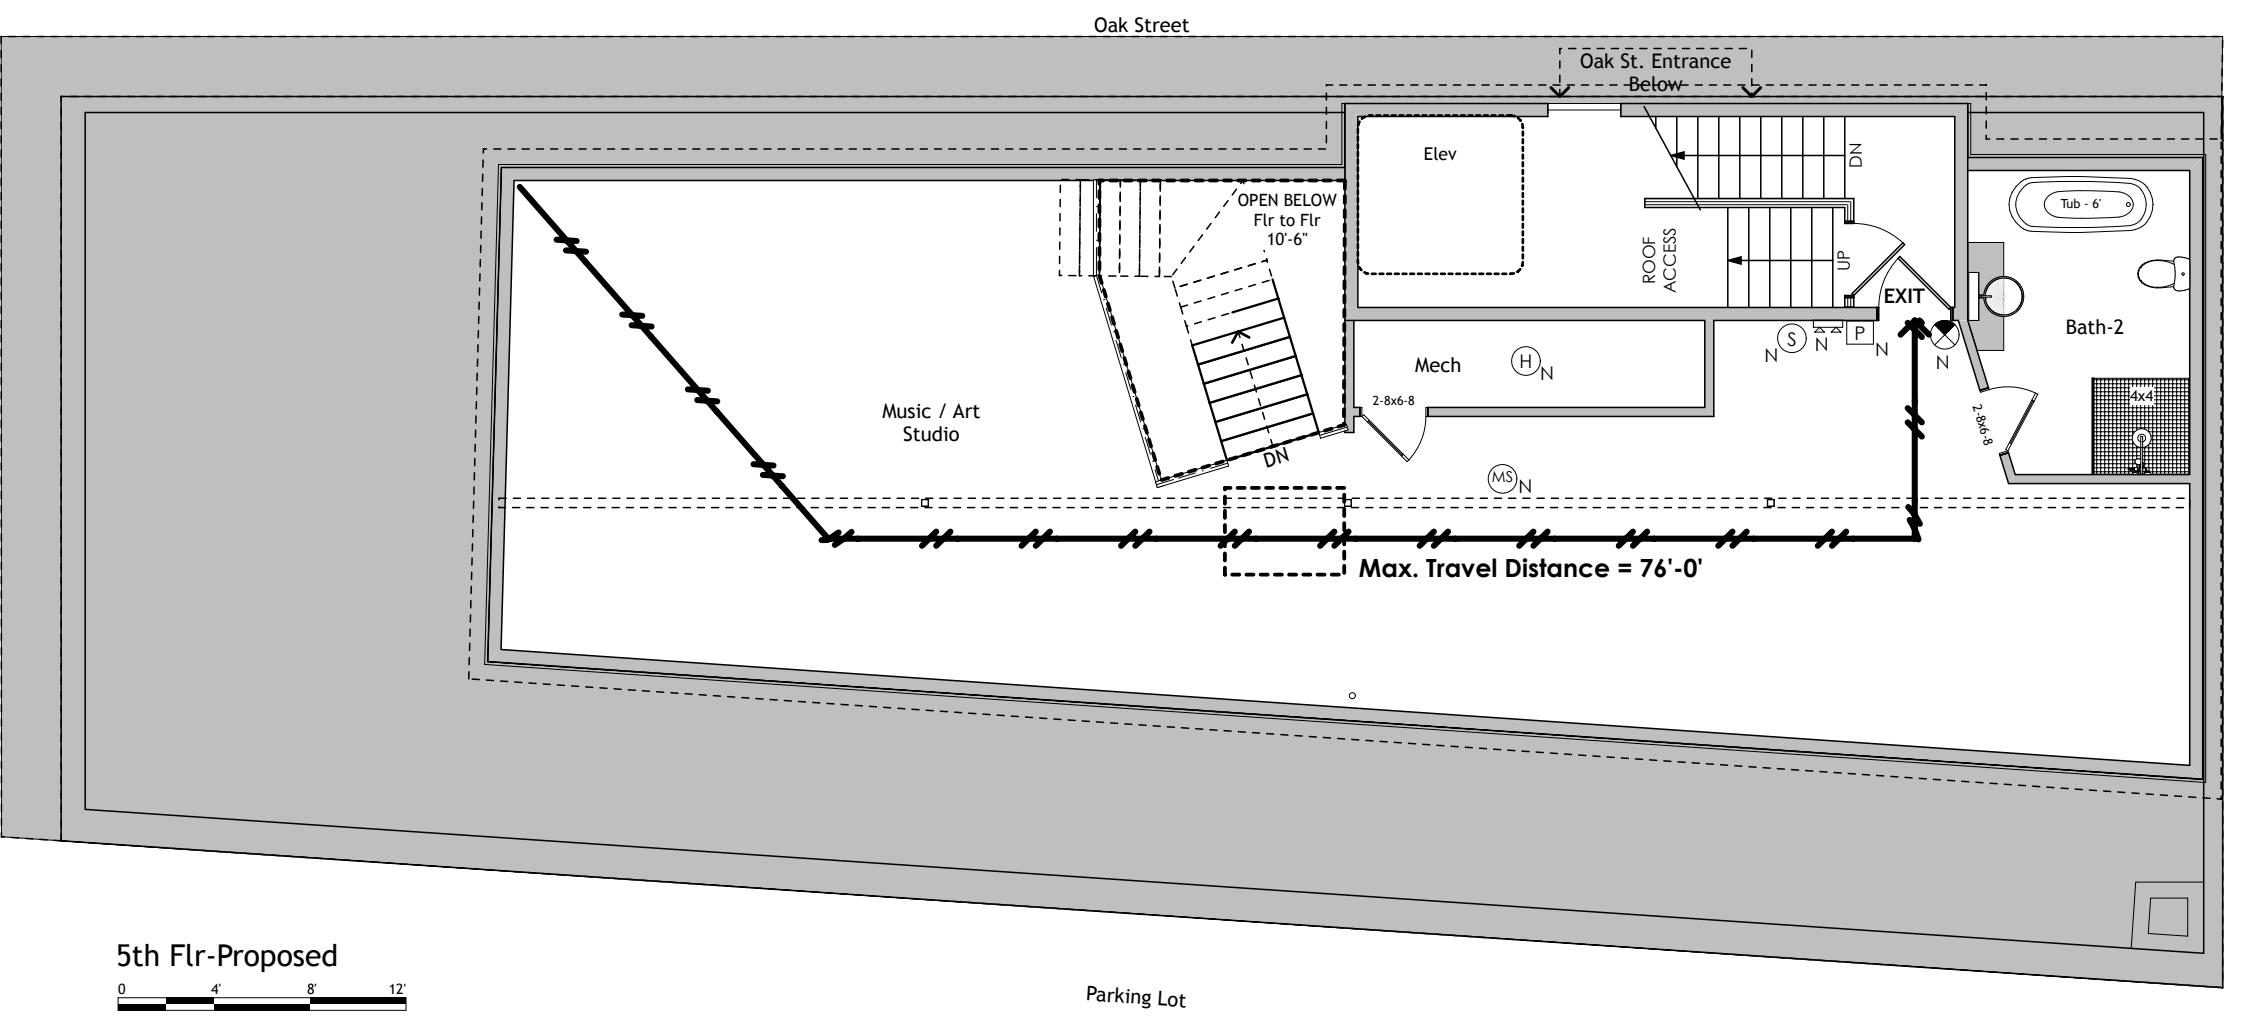 Oak Street
Oak St. Entrance
Below
Elev
DN
OPEN BELOW
Flr to Flr
10'-6"
Tub - 6'
ROOF
ACCESS
UP
EXIT
Bath-2
S
N
N
P
N
N
Mech
H
N
2-8x6-8
4x4
2-8x6-8
Music / Art
Studio
DN
MS
N
Max. Travel Distance = 76'-0'
5th Flr-Proposed
0 4' 8' 12'
Parking Lot